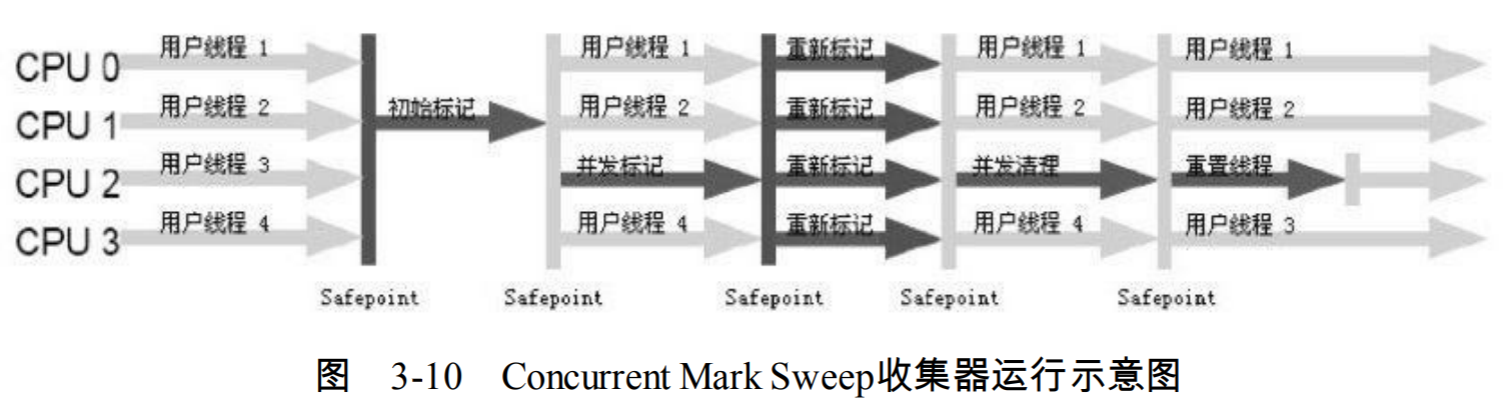 CPU 0 用户线程 1 用户线程 1 重新标记 用户线程 1 用户线程 1
CPU 1 用户线程 2 初始标记 用户线程 2 重新标记 用户线程 2 用户线程 2
CPU 2 用户线程 3 并发标记 重新标记 并发清理 重置线程
CPU 3 用户线程 4 用户线程 4 重新标记 用户线程 4 用户线程 3
Safepoint Safepoint Safepoint Safepoint Safepoint
图 3-10 Concurrent Mark Sweep收集器运行示意图